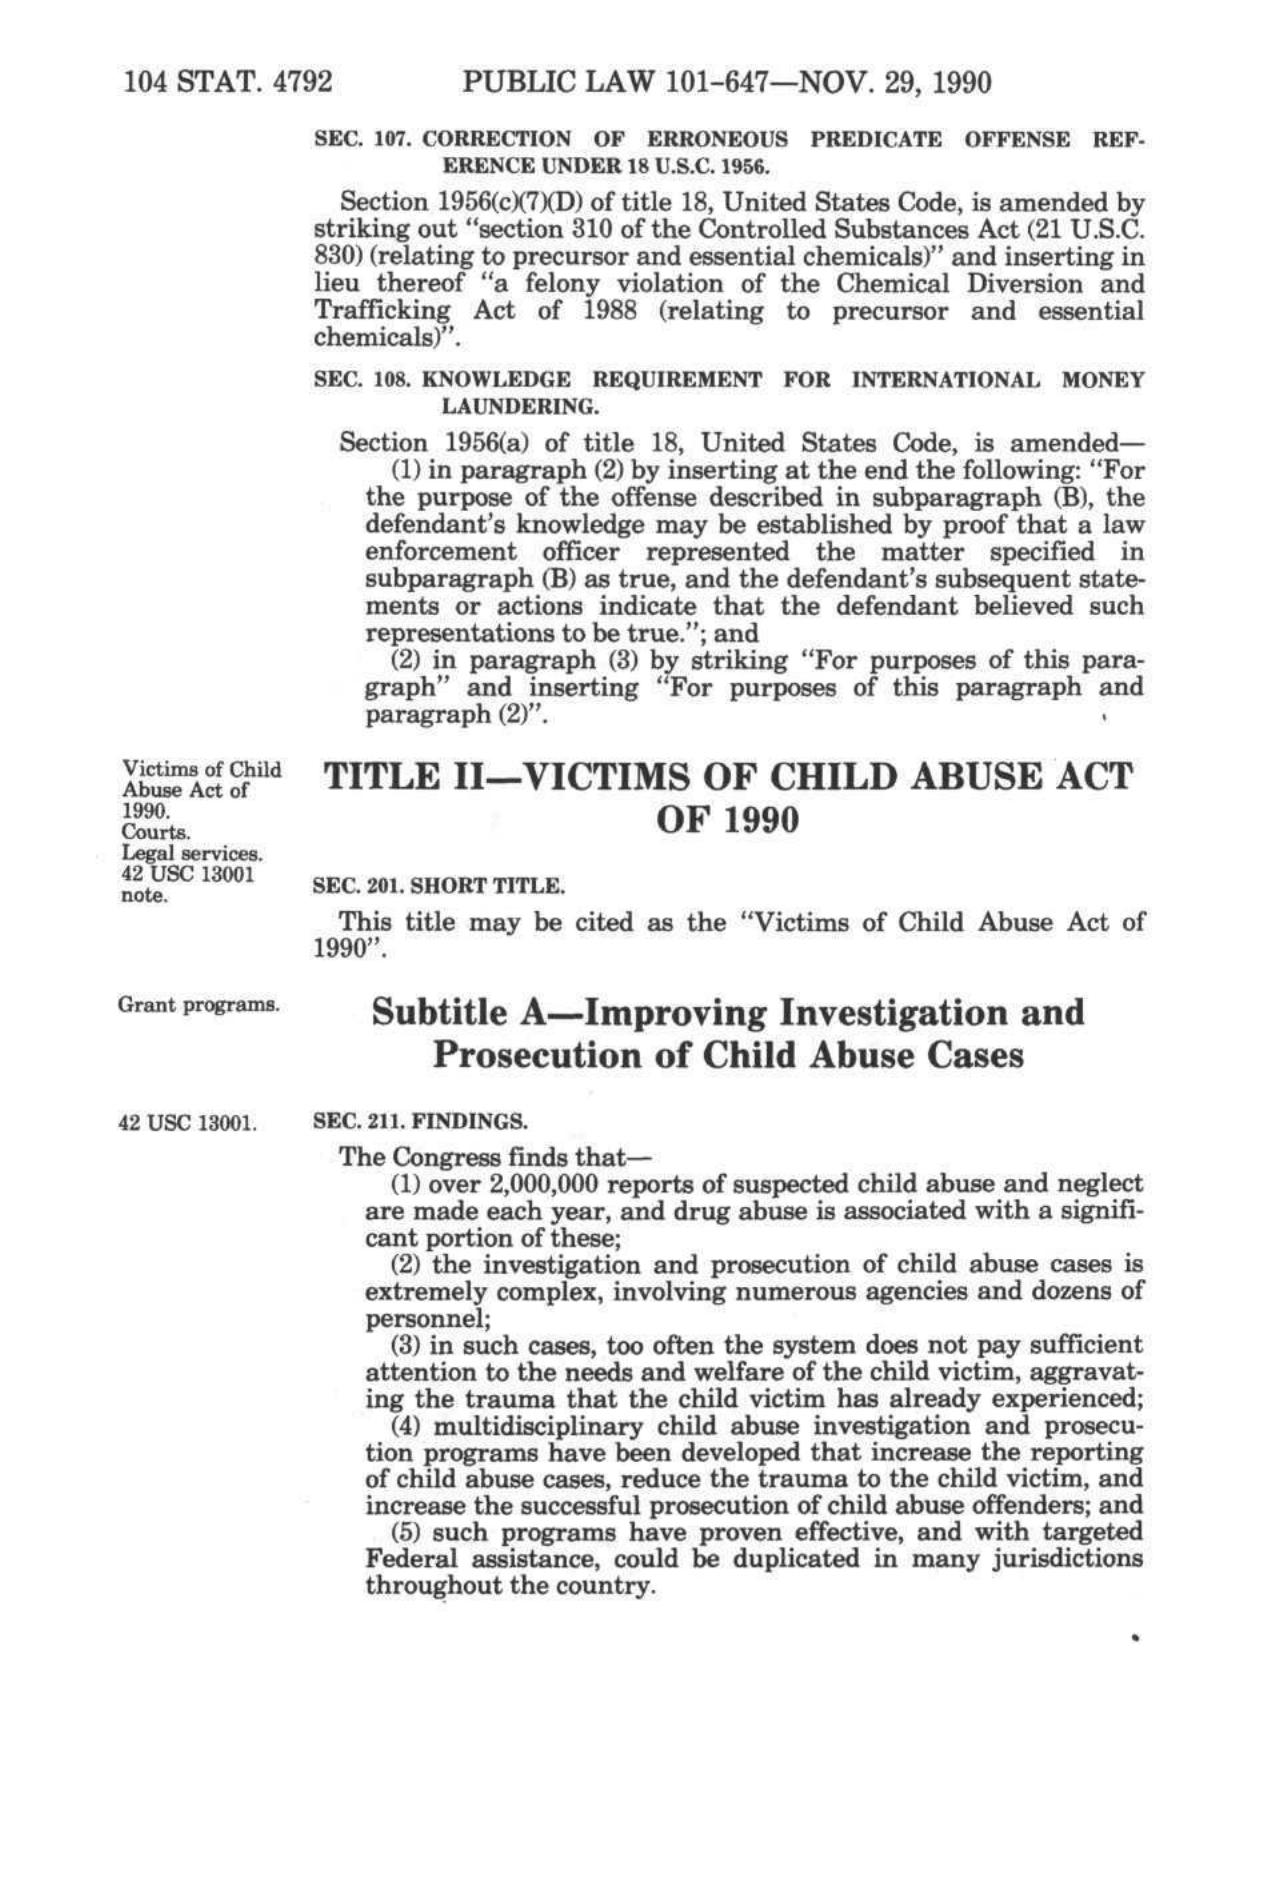 104 STAT. 4792 PUBLIC LAW 101-647—NOV. 29, 1990
SEC. 107. CORRECTION OF ERRONEOUS PREDICATE OFFENSE REF-
ERENCE UNDER 18 U.S.C. 1956.
Section 1956(c)(7)(D) of title 18, United States Code, is amended by
striking out "section 310 of the Controlled Substances Act (21 U.S.C.
830) (relating to precursor and essential chemicals)" and inserting in
lieu thereof "a felony violation of the Chemical Diversion and
Trafficking Act of 1988 (relating to precursor and essential
chemicals)".
SEC. 108. KNOWLEDGE REQUIREMENT FOR INTERNATIONAL MONEY
LAUNDERING.
Section 1956(a) of title 18, United States Code, is amended—
(1) in paragraph (2) by inserting at the end the following: "For
the purpose of the offense described in subparagraph (B), the
defendant's knowledge may be established by proof that a law
enforcement officer represented the matter specified in
subparagraph (B) as true, and the defendant's subsequent state-
ments or actions indicate that the defendant believed such
representations to be true."; and
(2) in paragraph (3) by striking "For purposes of this para-
graph" and inserting "For purposes of this paragraph and
paragraph (2)".
Victims of Child
Abuse Act of
1990.
Courts.
Legal services.
42 USC 13001
note.
TITLE II—VICTIMS OF CHILD ABUSE ACT
OF 1990
SEC. 201. SHORT TITLE.
This title may be cited as the "Victims of Child Abuse Act of
1990".
Grant programs.
Subtitle A—Improving Investigation and
Prosecution of Child Abuse Cases
42 USC 13001.
SEC. 211. FINDINGS.
The Congress finds that—
(1) over 2,000,000 reports of suspected child abuse and neglect
are made each year, and drug abuse is associated with a signifi-
cant portion of these;
(2) the investigation and prosecution of child abuse cases is
extremely complex, involving numerous agencies and dozens of
personnel;
(3) in such cases, too often the system does not pay sufficient
attention to the needs and welfare of the child victim, aggravat-
ing the trauma that the child victim has already experienced;
(4) multidisciplinary child abuse investigation and prosecu-
tion programs have been developed that increase the reporting
of child abuse cases, reduce the trauma to the child victim, and
increase the successful prosecution of child abuse offenders; and
(5) such programs have proven effective, and with targeted
Federal assistance, could be duplicated in many jurisdictions
throughout the country.